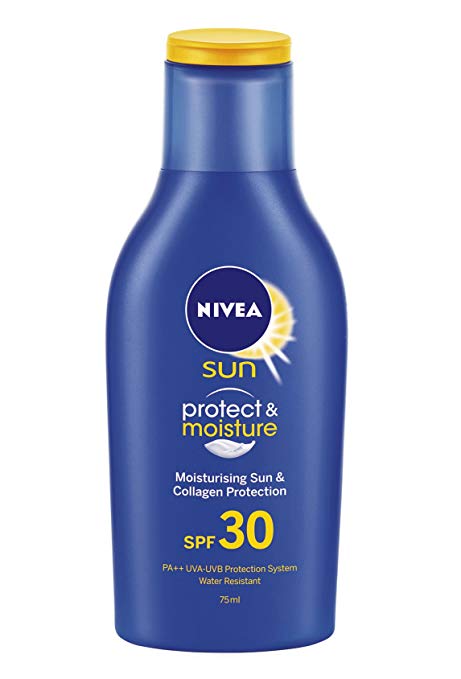 NIVEA
sun
protect &
moisture
Moisturising Sun &
Collagen Protection
SPF 30
PA++ UVA-UVB Protection System
Water Resistant
75ml